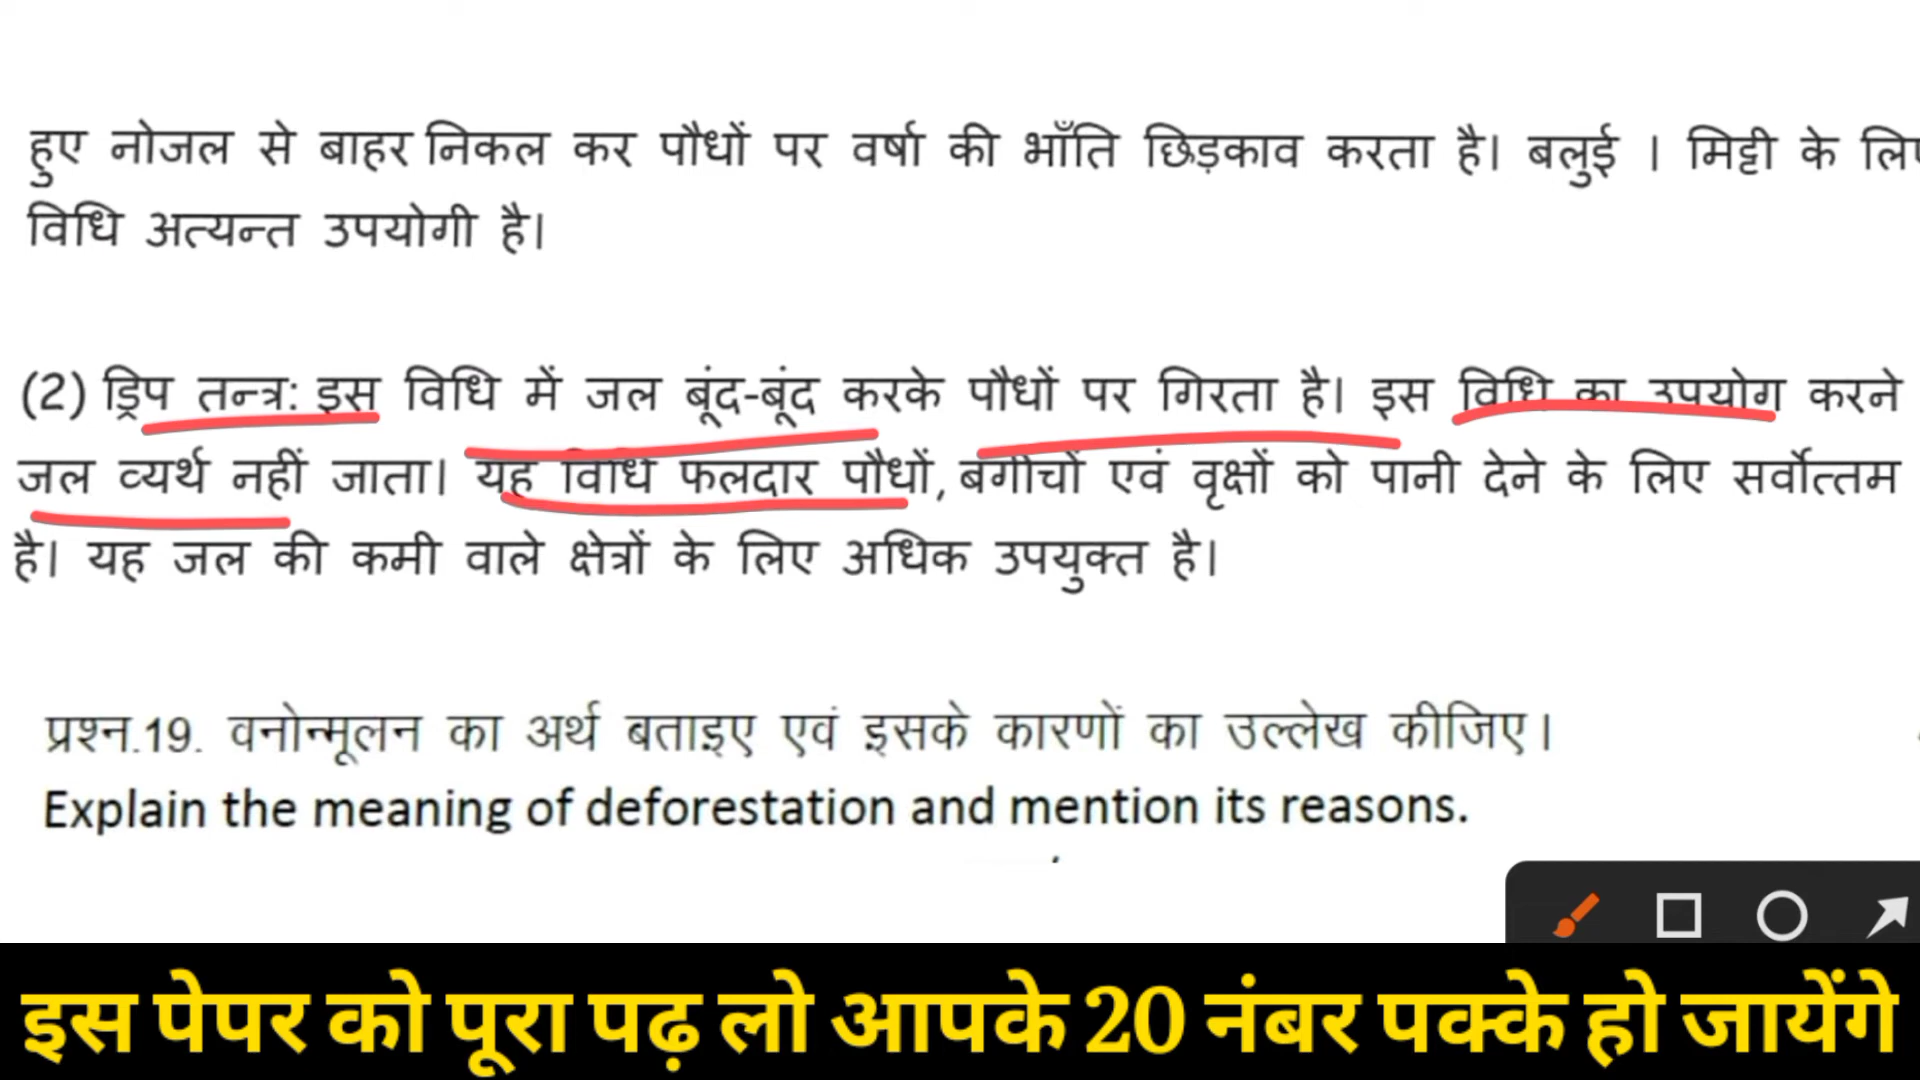 हुए नोजल से बाहर निकल कर पौधों पर वर्षा की भाँति छिड़काव करता है। बलुई । मिट्टी के
विधि अत्यन्त उपयोगी है।
(2) ड्रिप तन्त्र: इस विधि में जल बूंद-बूंद करके पौधों पर गिरता है। इस विधि का उपयोग करने
जल व्यर्थ नहीं जाता। यह विधि फलदार पौधों, बगीचों एवं वृक्षों को पानी देने के लिए सर्वोत्तम
है। यह जल की कमी वाले क्षेत्रों के लिए अधिक उपयुक्त है।
प्रश्न.19. वनोन्मूलन का अर्थ बताइए एवं इसके कारणों का उल्लेख कीजिए।
Explain the meaning of deforestation and mention its reasons.
इस पेपर को पूरा पढ़ लो आपके 20 नंबर पक्के हो जायेंगे